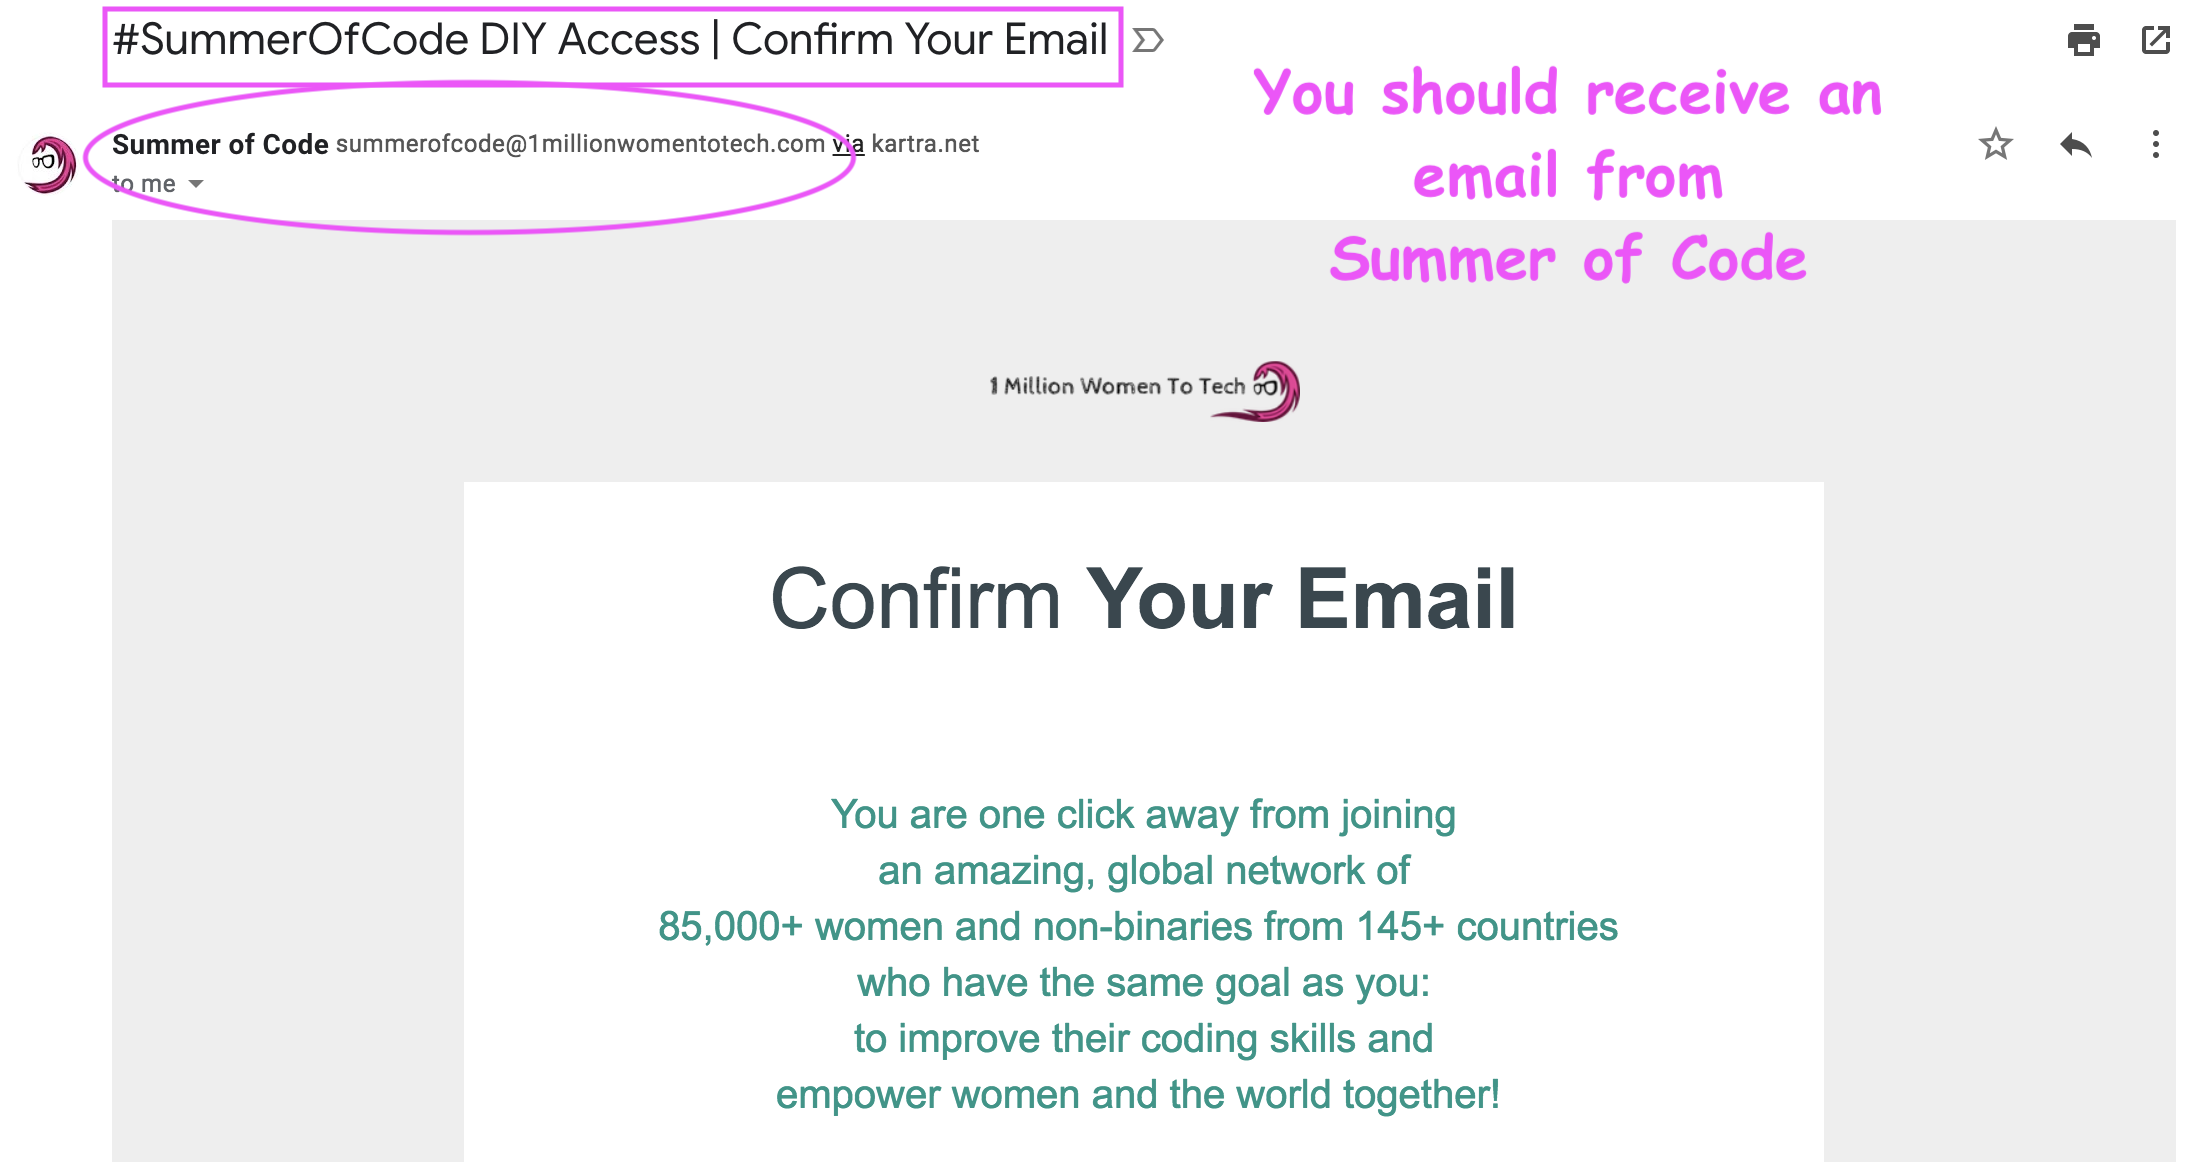 #SummerOfCode DIY Access | Confirm Your Email
You should receive an
email from
Summer of Code
Summer of Code summerofcode@1millionwomentotech.com via kartra.net
to me
1 Million Women To Tech
Confirm Your Email
You are one click away from joining
an amazing, global network of
85,000+ women and non-binaries from 145+ countries
who have the same goal as you:
to improve their coding skills and
empower women and the world together!